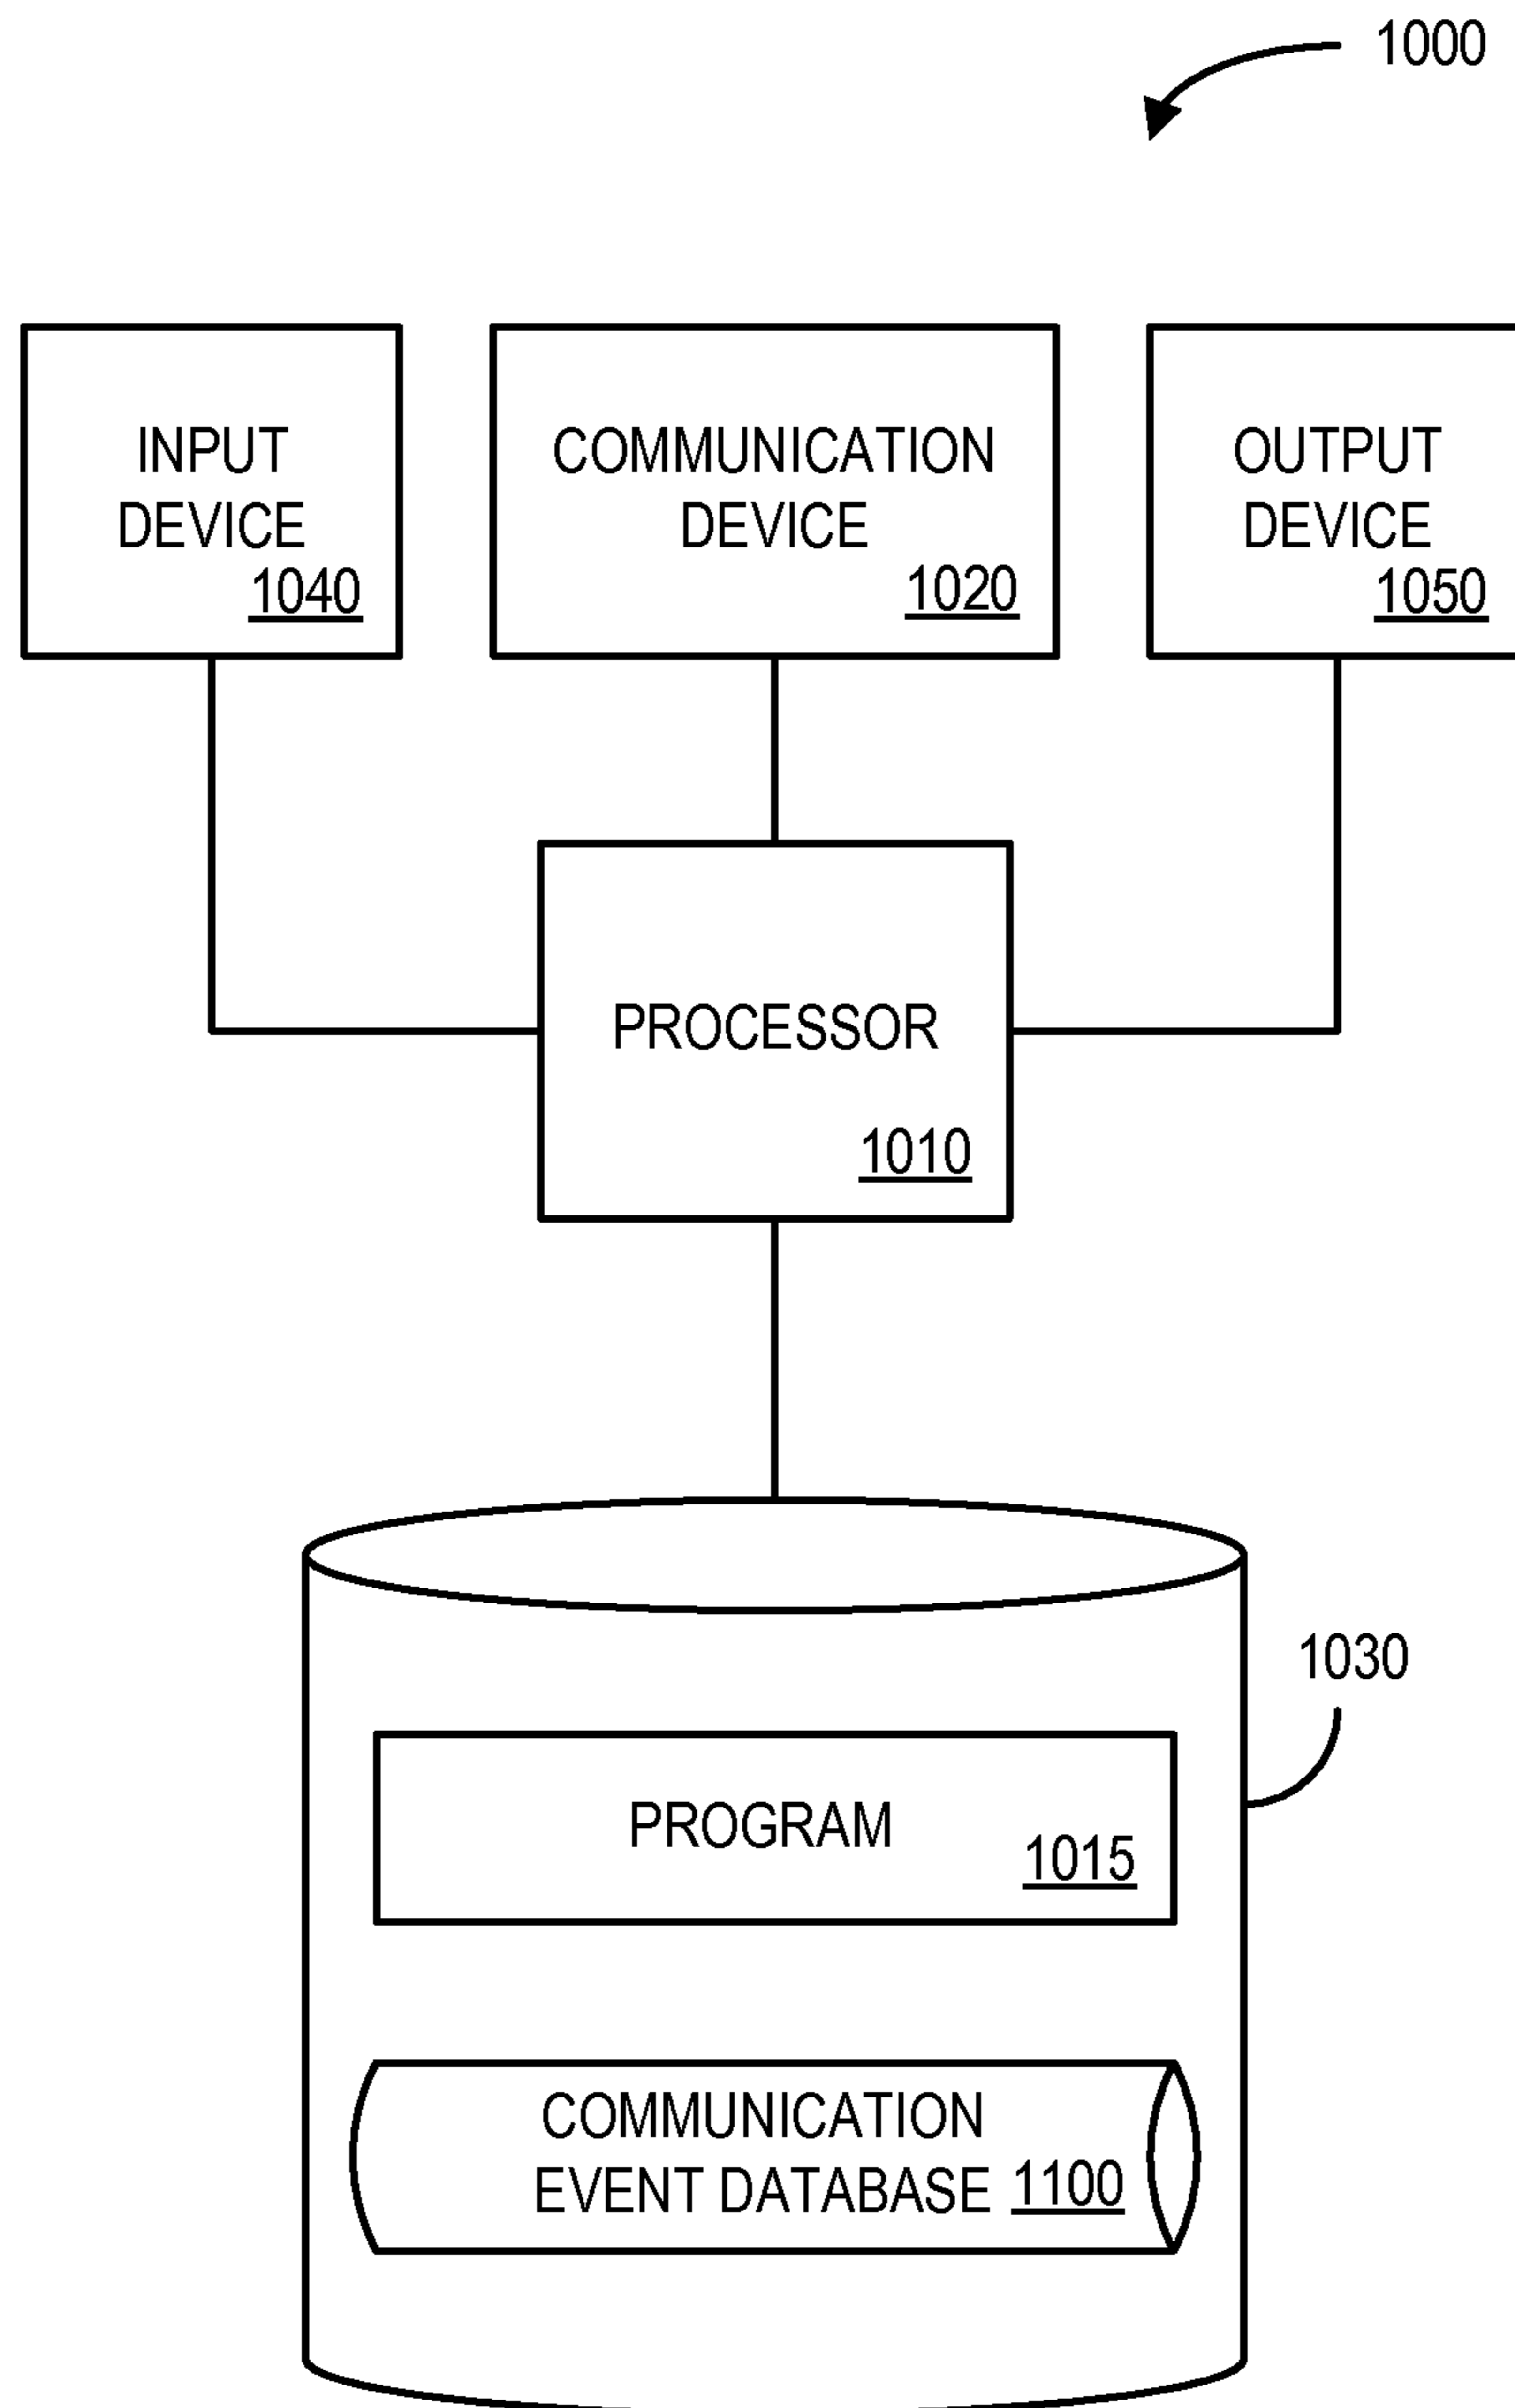 1000
INPUT
DEVICE
1040
COMMUNICATION
DEVICE
1020
OUTPUT
DEVICE
1050
PROCESSOR
1010
1030
PROGRAM
1015
COMMUNICATION
EVENT DATABASE 1100